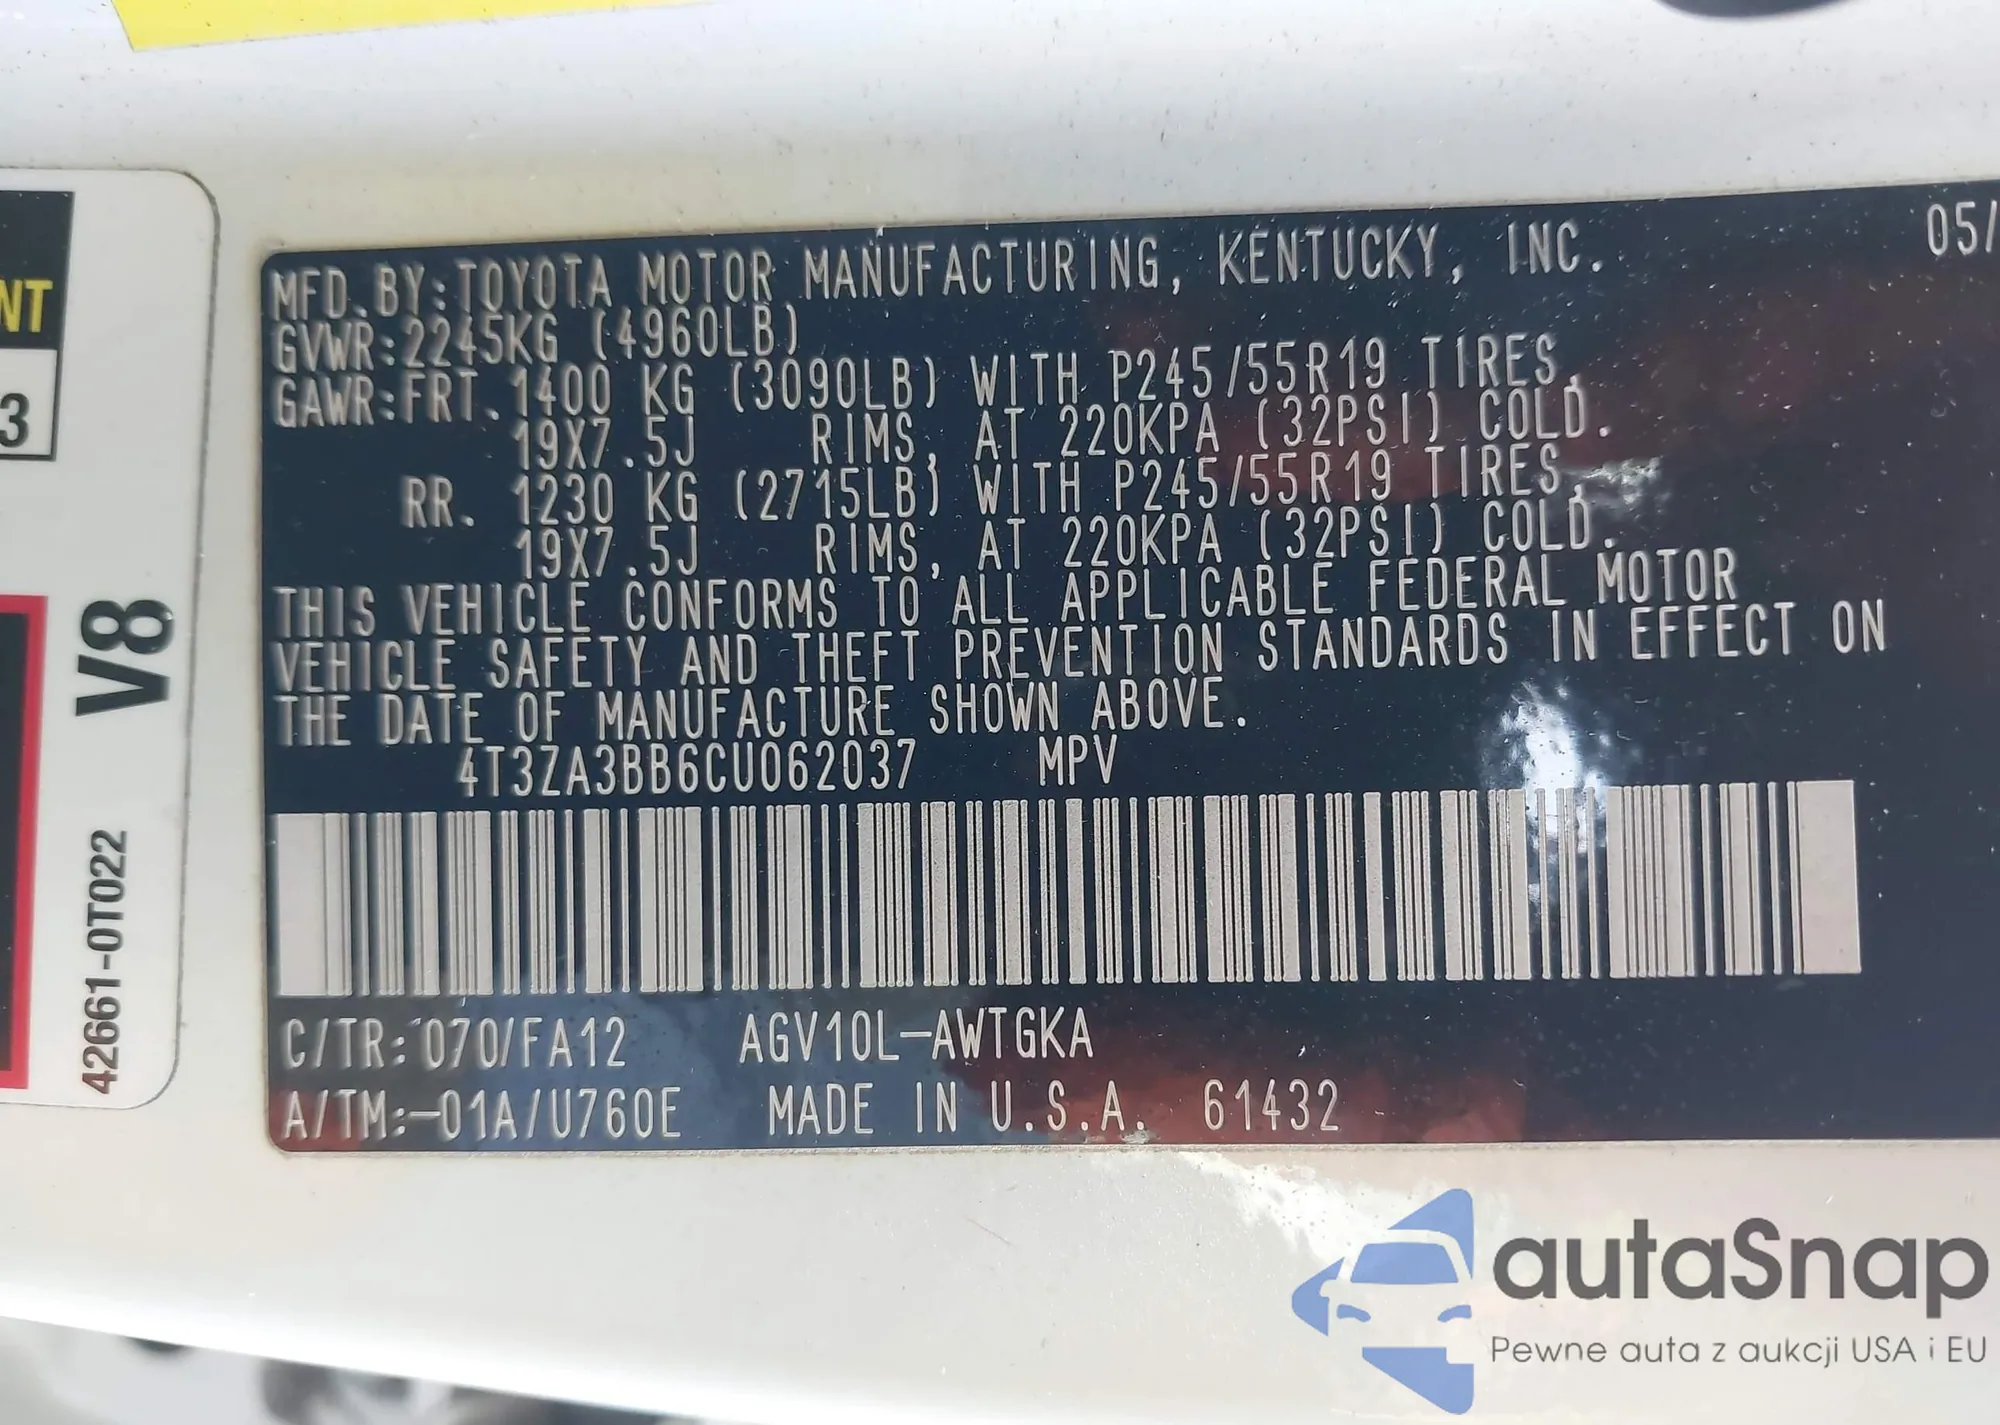 MFD. BY: TOYOTA MOTOR MANUFACTURING, KENTUCKY, INC. 05/
GVWR: 2245KG (4960LB)
GAWR: FRT. 1400 KG (3090LB) WITH P245/55R19 TIRES,
19X7.5J RIMS, AT 220KPA (32PSI) COLD.
RR. 1230 KG (2715LB) WITH P245/55R19 TIRES,
19X7.5J RIMS, AT 220KPA (32PSI) COLD.
THIS VEHICLE CONFORMS TO ALL APPLICABLE FEDERAL MOTOR
VEHICLE SAFETY AND THEFT PREVENTION STANDARDS IN EFFECT ON
THE DATE OF MANUFACTURE SHOWN ABOVE.
4T3ZA3BB6CU062037 MPV
C/TR: 070/FA12 AGV10L-AWTGKA
A/TM:-01A/U760E MADE IN U.S.A. 61432
NT
3
V8
42661-0T022
autaSnap
Pewne auta z aukcji USA i EU